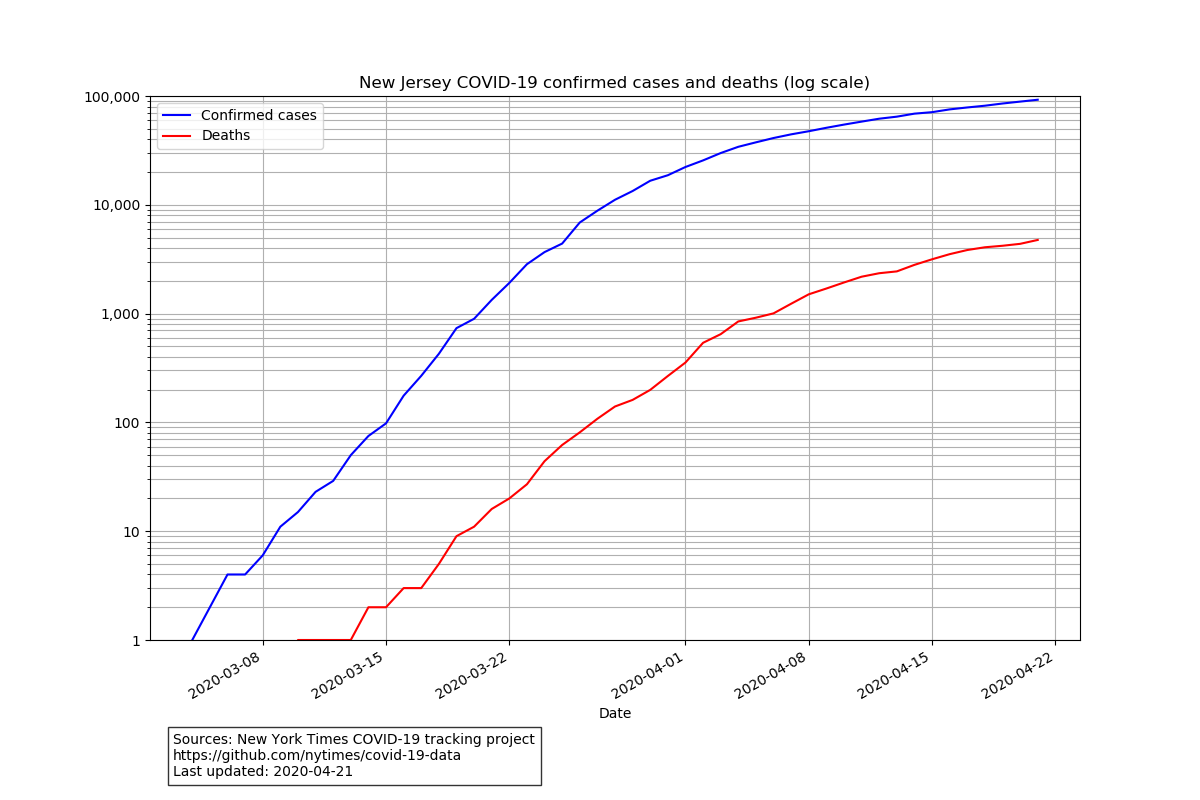 New Jersey COVID-19 confirmed cases and deaths (log scale)
100,000
10,000
1,000
100
10
1
Confirmed cases
Deaths
2020-03-08
2020-03-15
2020-03-22
2020-04-01
2020-04-08
2020-04-15
2020-04-22
Date
Sources: New York Times COVID-19 tracking project
https://github.com/nytimes/covid-19-data
Last updated: 2020-04-21